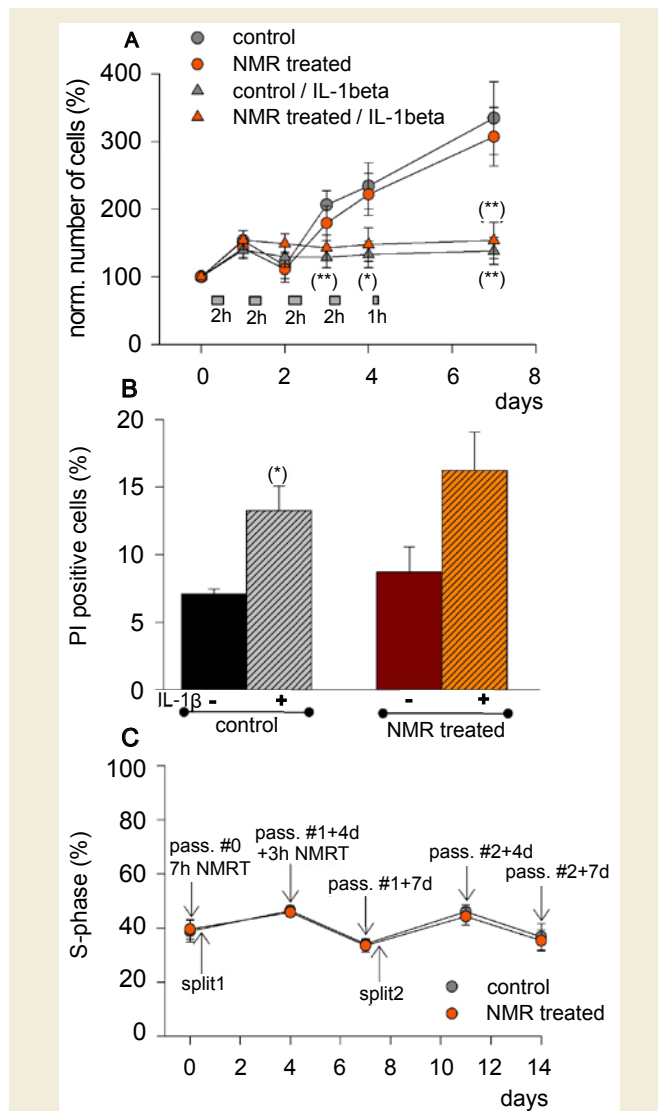 A
control
NMR treated
control / IL-1beta
NMR treated / IL-1beta
norm. number of cells (%)
400
300
200
100
0
(**)
(**) (*) (**)
2h 2h 2h 2h 1h
0 2 4 6 8
days
B
PI positive cells (%)
20
15
10
5
0
(*)
IL-1β - + - +
control NMR treated
C
S-phase (%)
100
80
60
40
20
0
pass. #0
7h NMRT
pass. #1+4d
+3h NMRT
pass. #1+7d
pass. #2+4d
pass. #2+7d
split1
split2
control
NMR treated
0 2 4 6 8 10 12 14
days